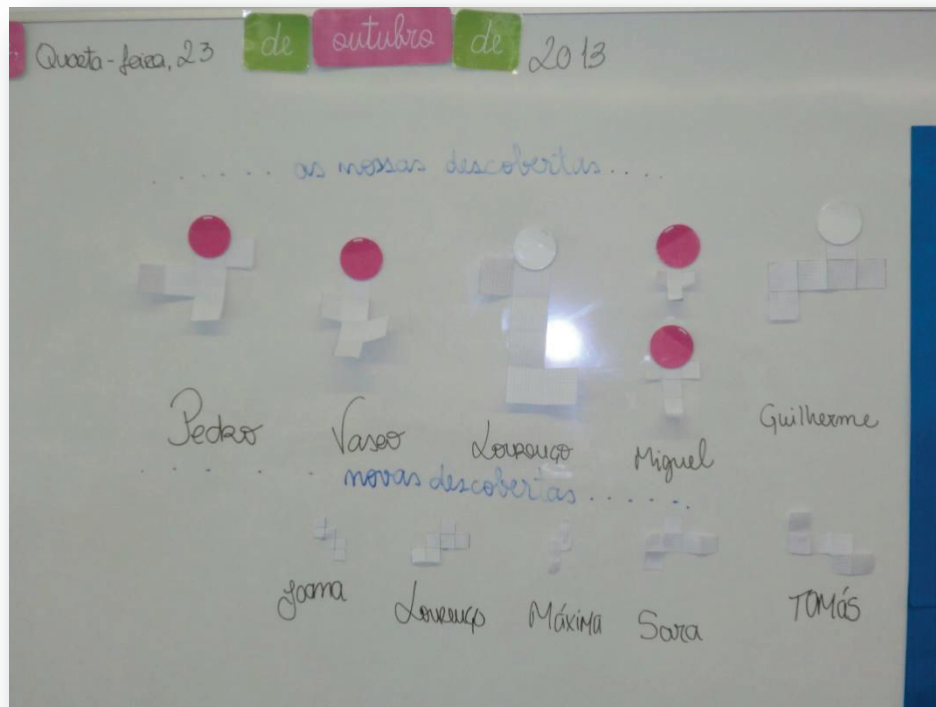 Quarta-feira, 23 de outubro de 2013
...... as nossas descobertas....
Pedro Vasco Lourenço Miguel Guilherme
....... novas descobertas......
Joana Lourenço Máxima Sara TOMÁS